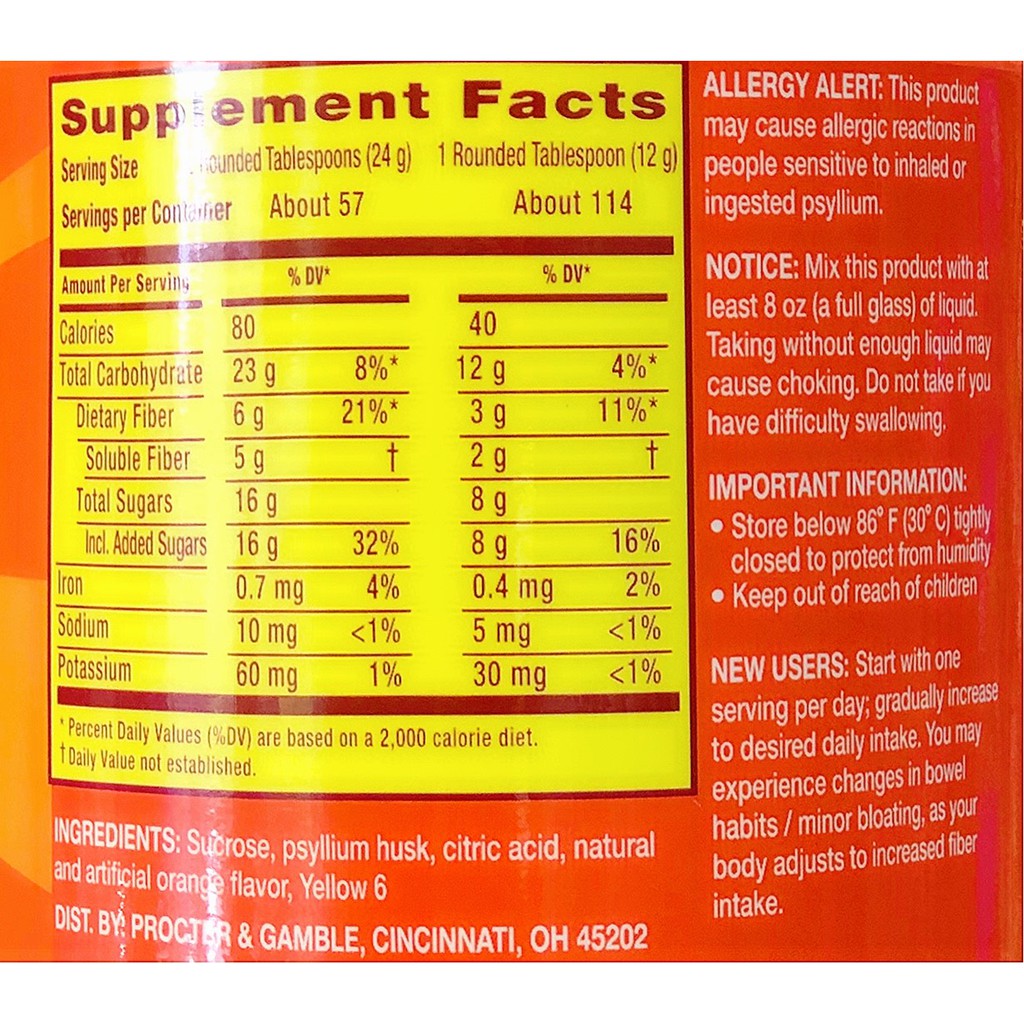 Supplement Facts
Serving Size Rounded Tablespoons (24 g) 1 Rounded Tablespoon (12 g)
Servings per Container About 57 About 114
Amount Per Serving % DV* % DV*
Calories 80 40
Total Carbohydrate 23 g 8%* 12 g 4%*
Dietary Fiber 6 g 21%* 3 g 11%*
Soluble Fiber 5 g † 2 g †
Total Sugars 16 g 8 g
Incl. Added Sugars 16 g 32% 8 g 16%
Iron 0.7 mg 4% 0.4 mg 2%
Sodium 10 mg <1% 5 mg <1%
Potassium 60 mg 1% 30 mg <1%
* Percent Daily Values (%DV) are based on a 2,000 calorie diet.
† Daily Value not established.
INGREDIENTS: Sucrose, psyllium husk, citric acid, natural
and artificial orange flavor, Yellow 6
DIST. BY PROCTER & GAMBLE, CINCINNATI, OH 45202
ALLERGY ALERT: This product
may cause allergic reactions in
people sensitive to inhaled or
ingested psyllium.
NOTICE: Mix this product with at
least 8 oz (a full glass) of liquid.
Taking without enough liquid may
cause choking. Do not take if you
have difficulty swallowing.
IMPORTANT INFORMATION:
• Store below 86° F (30° C) tightly
closed to protect from humidity
• Keep out of reach of children
NEW USERS: Start with one
serving per day; gradually increase
to desired daily intake. You may
experience changes in bowel
habits / minor bloating, as your
body adjusts to increased fiber
intake.